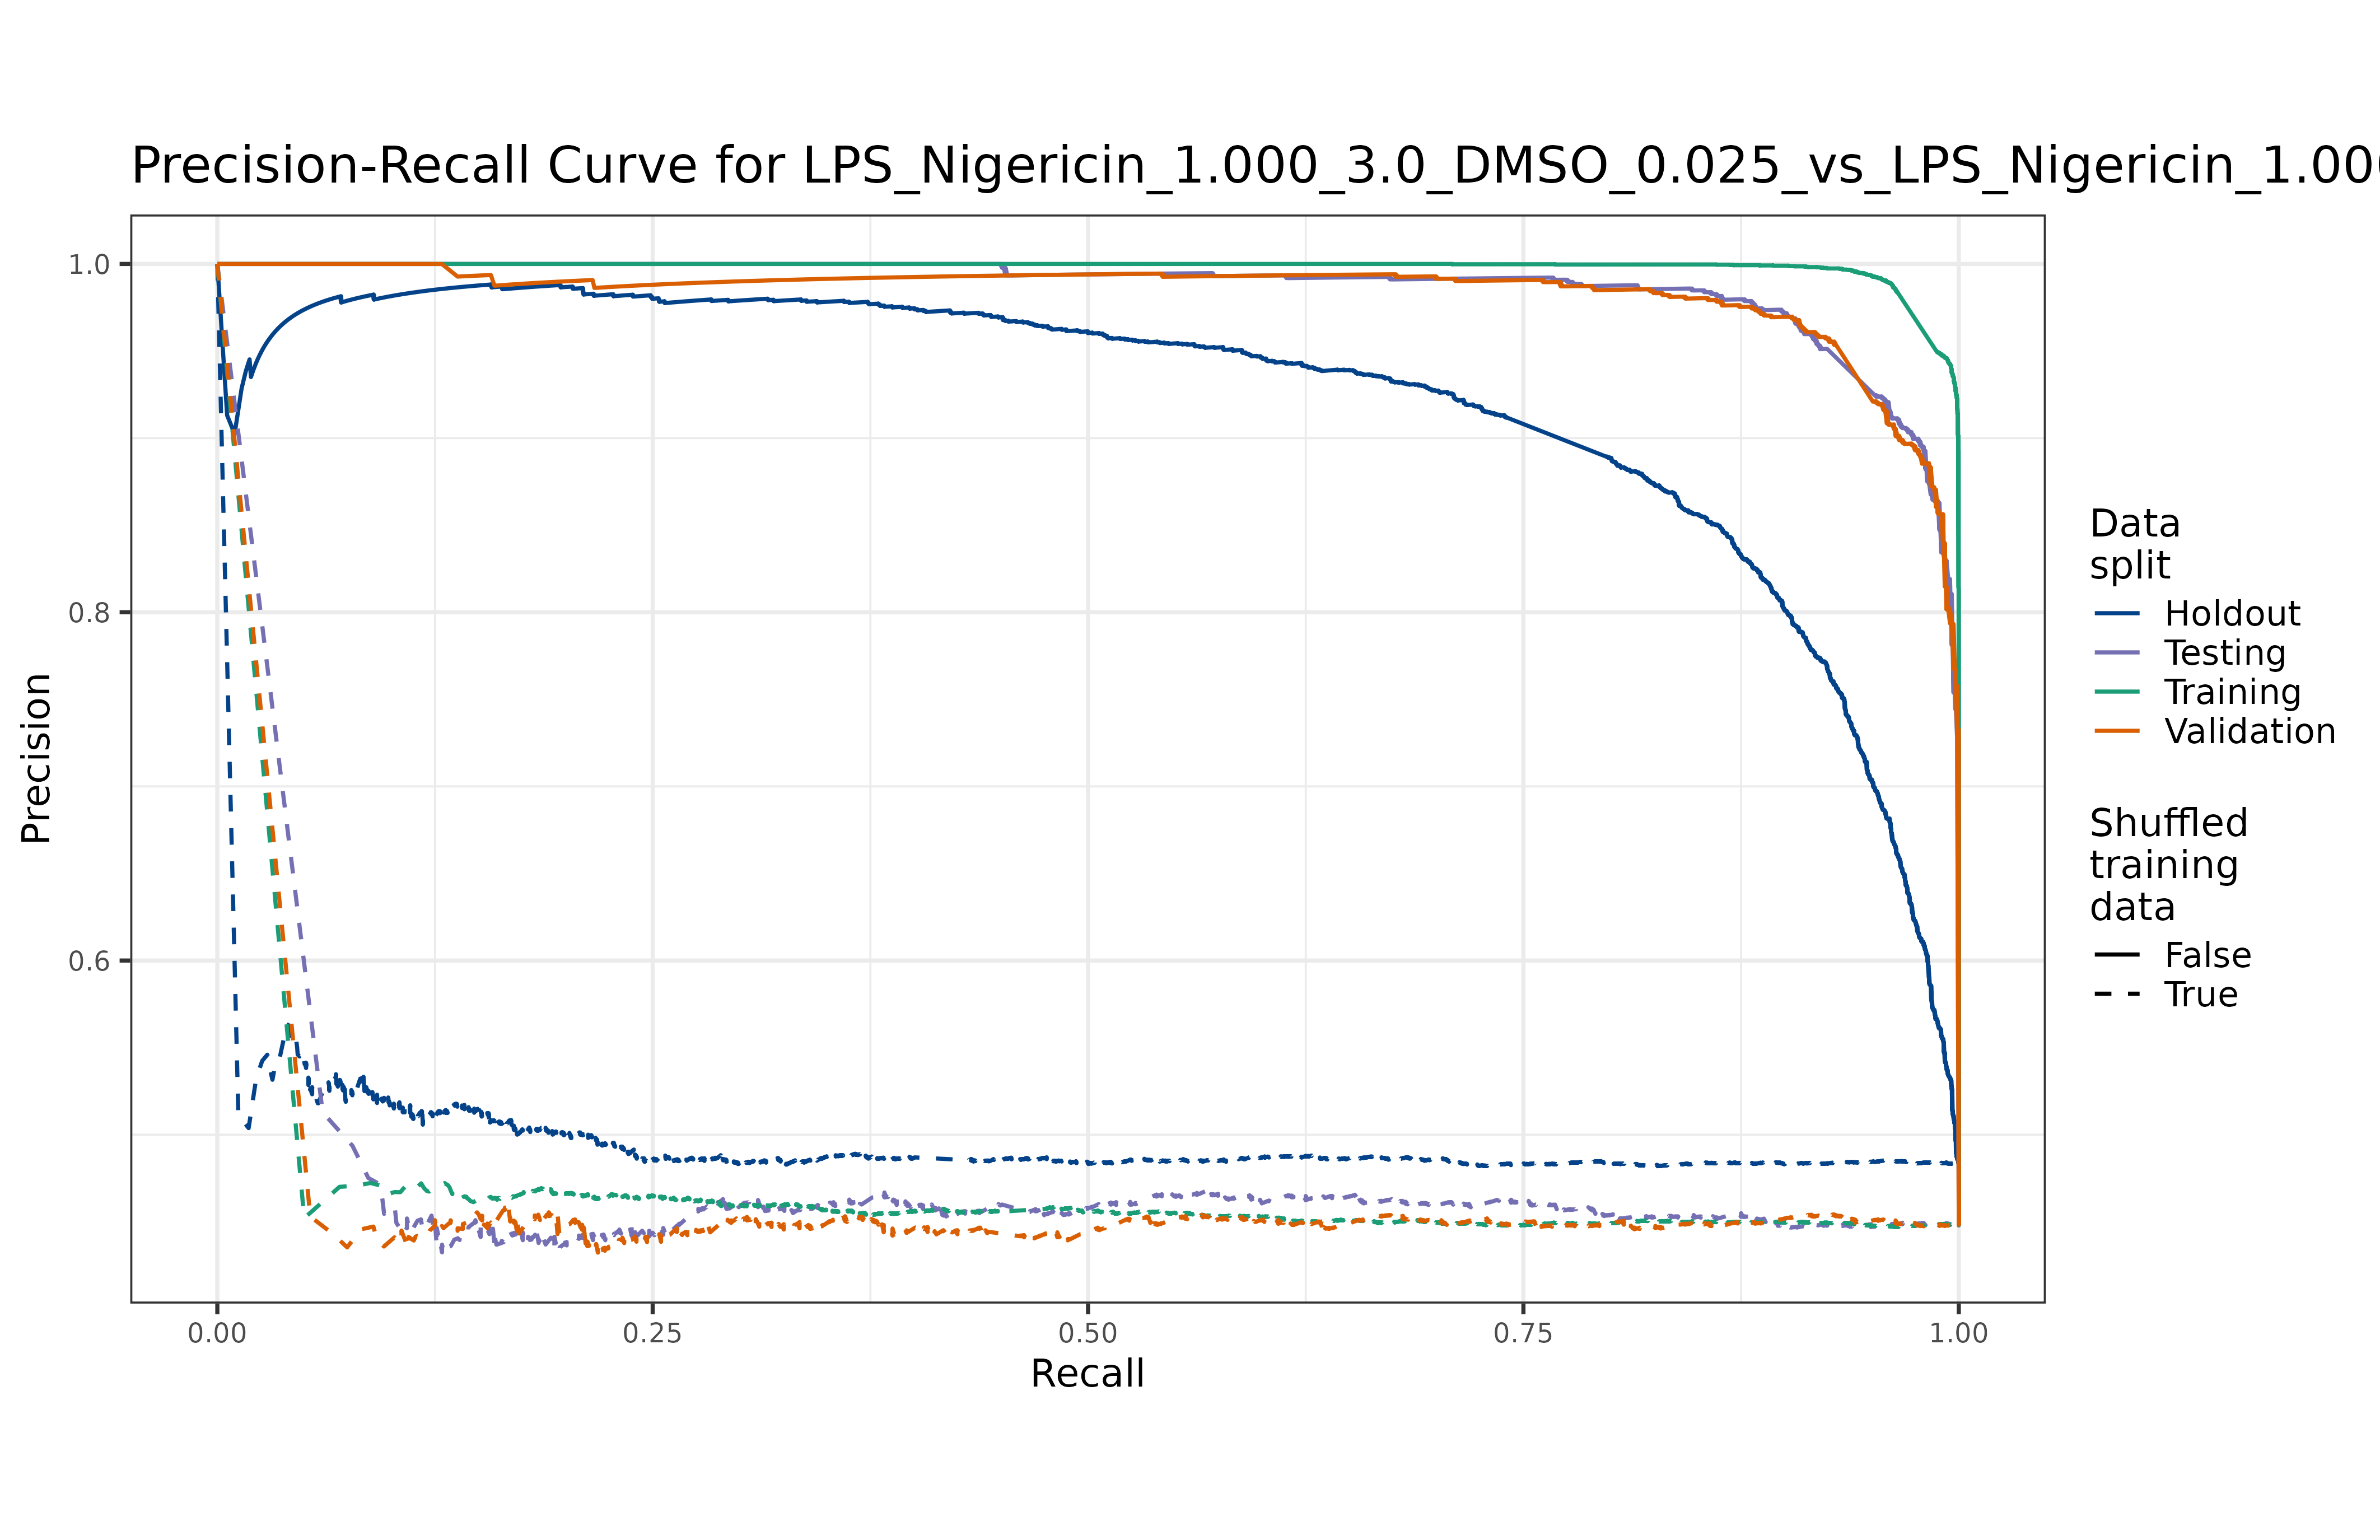 Precision-Recall Curve for LPS_Nigericin_1.000_3.0_DMSO_0.025_vs_LPS_Nigericin_1.00
1.0
0.8
0.6
Precision
0.00
0.25
0.50
0.75
1.00
Recall
Data
split
Holdout
Testing
Training
Validation
Shuffled
training
data
False
True